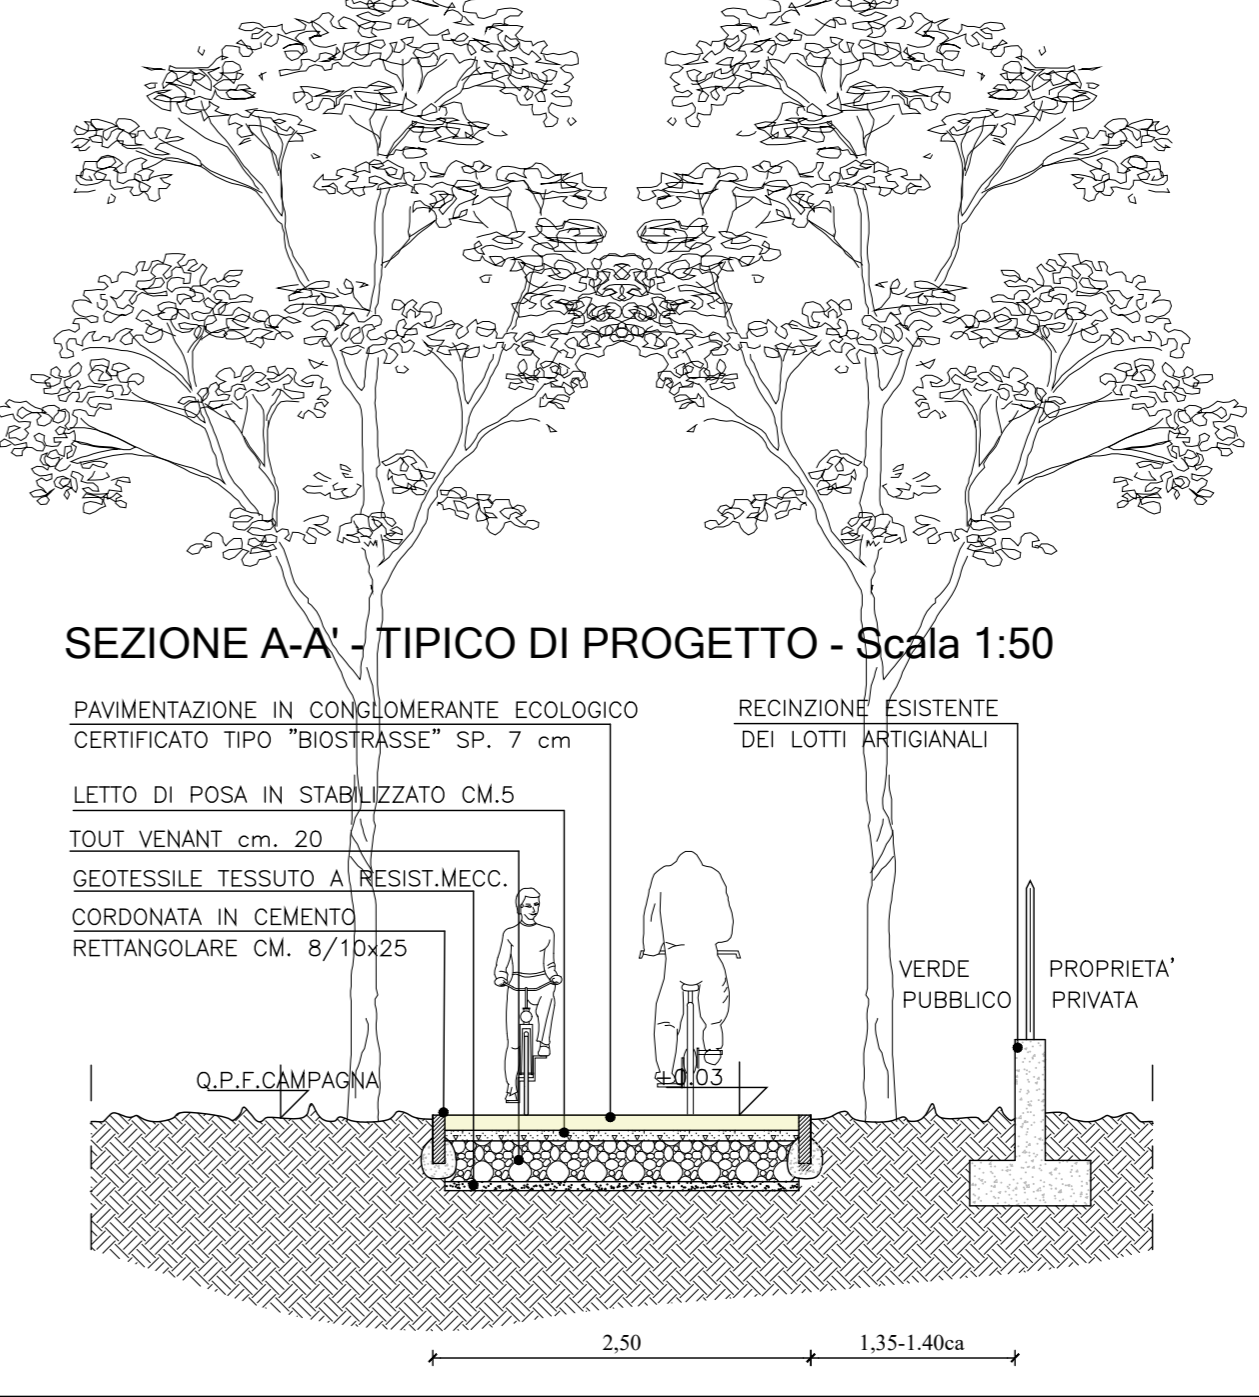 SEZIONE A-A' - TIPICO DI PROGETTO - Scala 1:50
PAVIMENTAZIONE IN CONGLOMERANTE ECOLOGICO
CERTIFICATO TIPO "BIOSTRASSE" SP. 7 cm
RECINZIONE ESISTENTE
DEI LOTTI ARTIGIANALI
LETTO DI POSA IN STABILIZZATO CM.5
TOUT VENANT cm. 20
GEOTESSILE TESSUTO A RESIST.MECC.
CORDONATA IN CEMENTO
RETTANGOLARE CM. 8/10x25
VERDE
PUBBLICO
PROPRIETA'
PRIVATA
Q.P.F.CAMPAGNA
+0.03
2,50
1,35-1.40ca